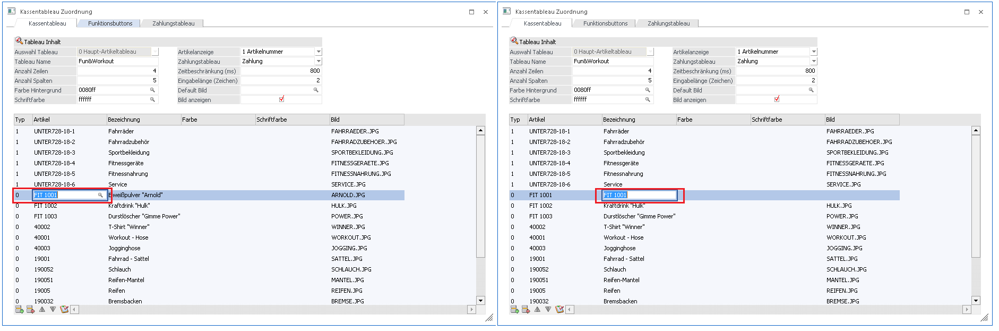 Kassentableau Zuordnung
Kassentableau Funktionsbuttons Zahlungstableau
Tableau Inhalt
Auswahl Tableau 0 Haupt-Artikeltableau Artikelanzeige 1 Artikelnummer
Tableau Name Fun&Workout Zahlungstableau Zahlung
Anzahl Zeilen 4 Zeitbeschränkung (ms) 800
Anzahl Spalten 5 Eingabelänge (Zeichen) 2
Farbe Hintergrund 0080ff Default Bild
Schriftfarbe ffffff Bild anzeigen
Typ Artikel Bezeichnung Farbe Schriftfarbe Bild
1 UNTER728-18-1 Fahrräder FAHRRAEDER.JPG
1 UNTER728-18-2 Fahrradzubehör FAHRRADZUBEHOER.JPG
1 UNTER728-18-3 Sportbekleidung SPORTBEKLEIDUNG.JPG
1 UNTER728-18-4 Fitnessgeräte FITNESSGERAETE.JPG
1 UNTER728-18-5 Fitnessnahrung FITNESSNAHRUNG.JPG
1 UNTER728-18-6 Service SERVICE.JPG
0 FIT 1001 Eiweißpulver "Arnold" ARNOLD.JPG
0 FIT 1002 Kraftdrink "Hulk" HULK.JPG
0 FIT 1003 Durstlöscher "Gimme Power" POWER.JPG
0 40002 T-Shirt "Winner" WINNER.JPG
0 40001 Workout - Hose WORKOUT.JPG
0 40003 Jogginghose JOGGING.JPG
0 19001 Fahrrad - Sattel SATTEL.JPG
0 190052 Schlauch SCHLAUCH.JPG
0 190051 Reifen-Mantel MANTEL.JPG
0 19005 Reifen REIFEN.JPG
0 190032 Bremsbacken BREMSE.JPG
Kassentableau Zuordnung
Kassentableau Funktionsbuttons Zahlungstableau
Tableau Inhalt
Auswahl Tableau 0 Haupt-Artikeltableau Artikelanzeige 1 Artikelnummer
Tableau Name Fun&Workout Zahlungstableau Zahlung
Anzahl Zeilen 4 Zeitbeschränkung (ms) 800
Anzahl Spalten 5 Eingabelänge (Zeichen) 2
Farbe Hintergrund 0080ff Default Bild
Schriftfarbe ffffff Bild anzeigen
Typ Artikel Bezeichnung Farbe Schriftfarbe Bild
1 UNTER728-18-1 Fahrräder FAHRRAEDER.JPG
1 UNTER728-18-2 Fahrradzubehör FAHRRADZUBEHOER.JPG
1 UNTER728-18-3 Sportbekleidung SPORTBEKLEIDUNG.JPG
1 UNTER728-18-4 Fitnessgeräte FITNESSGERAETE.JPG
1 UNTER728-18-5 Fitnessnahrung FITNESSNAHRUNG.JPG
1 UNTER728-18-6 Service SERVICE.JPG
0 FIT 1001 FIT 1001
0 FIT 1002 Kraftdrink "Hulk" HULK.JPG
0 FIT 1003 Durstlöscher "Gimme Power" POWER.JPG
0 40002 T-Shirt "Winner" WINNER.JPG
0 40001 Workout - Hose WORKOUT.JPG
0 40003 Jogginghose JOGGING.JPG
0 19001 Fahrrad - Sattel SATTEL.JPG
0 190052 Schlauch SCHLAUCH.JPG
0 190051 Reifen-Mantel MANTEL.JPG
0 19005 Reifen REIFEN.JPG
0 190032 Bremsbacken BREMSE.JPG